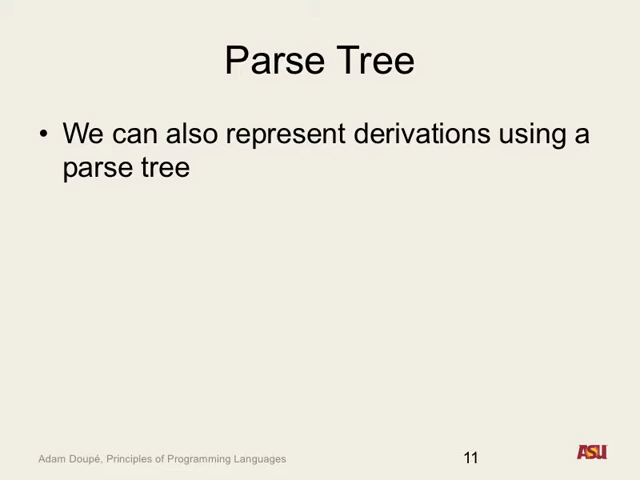 Parse Tree
• We can also represent derivations using a
parse tree
Adam Doupé, Principles of Programming Languages
11
ASU